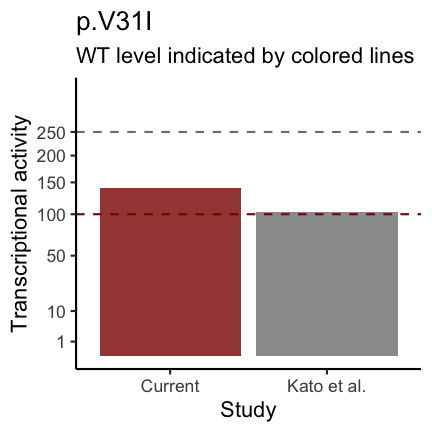 p.V31I
WT level indicated by colored lines
Transcriptional activity
250
200
150
100
50
10
1
Current
Kato et al.
Study